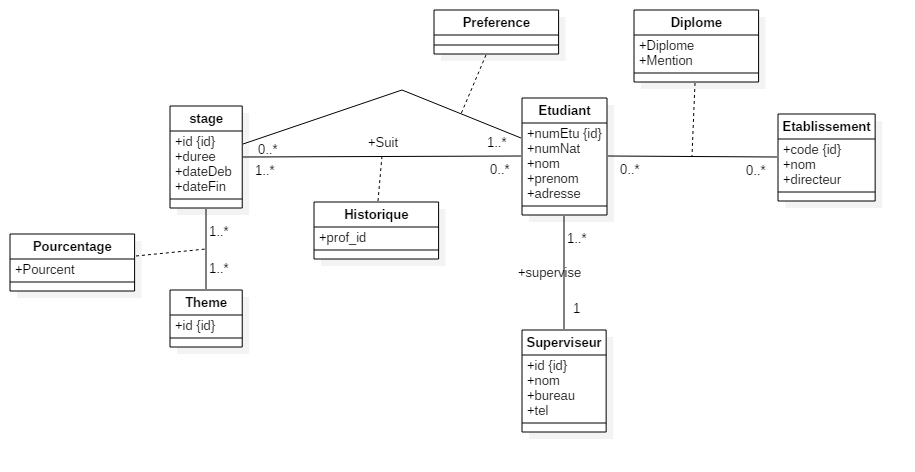 Preference
Diplome
+Diplome
+Mention
stage
+id {id}
+duree
+dateDeb
+dateFin
Etudiant
+numEtu {id}
+numNat
+nom
+prenom
+adresse
Etablissement
+code {id}
+nom
+directeur
0..*
+Suit
1..*
1..*
0..*
0..*
0..*
Historique
+prof_id
Pourcentage
+Pourcent
1..*
1..*
Theme
+id {id}
1..*
+supervise
1
Superviseur
+id {id}
+nom
+bureau
+tel